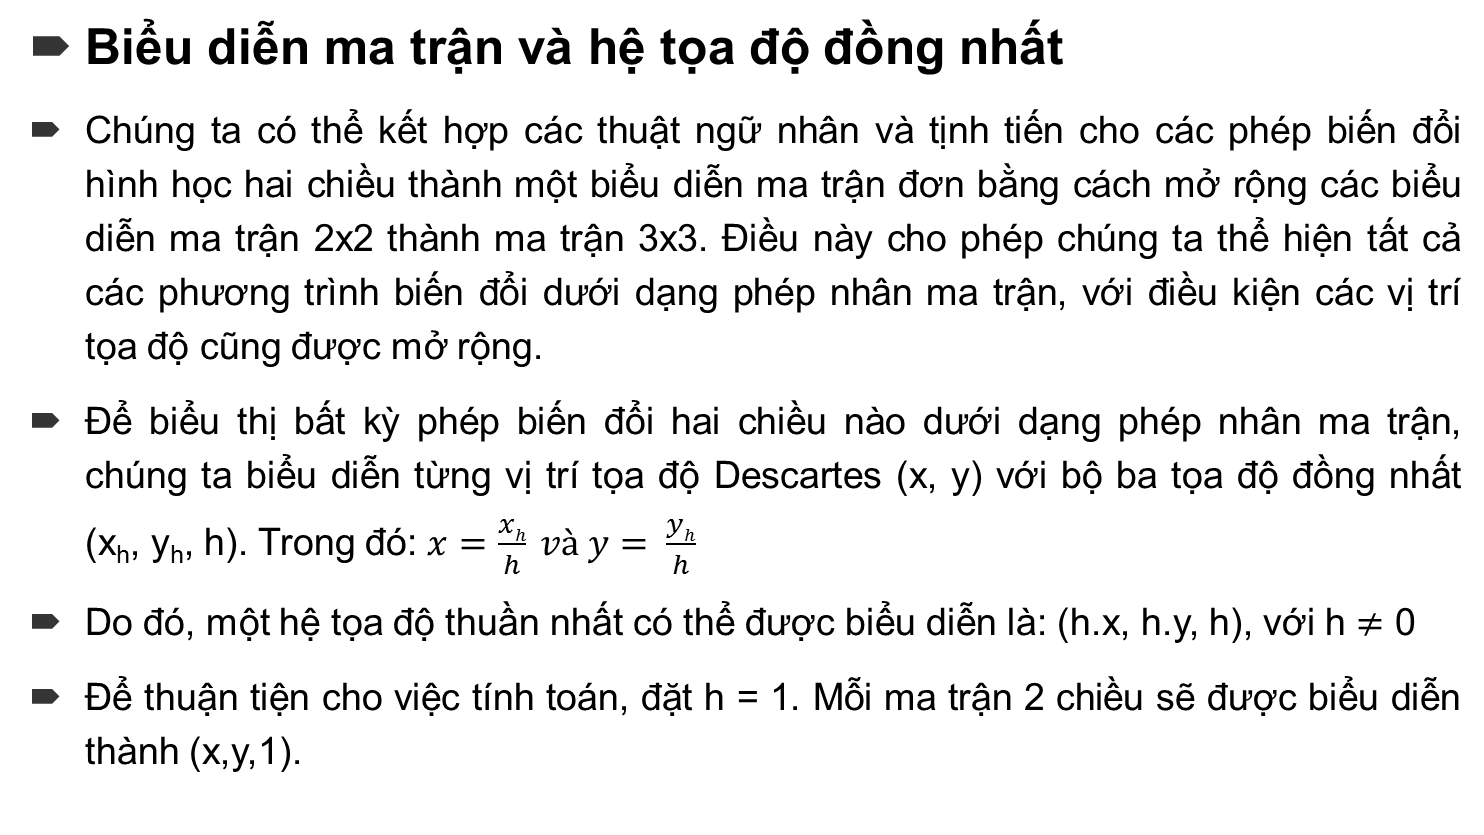 Biểu diễn ma trận và hệ tọa độ đồng nhất
Chúng ta có thể kết hợp các thuật ngữ nhân và tịnh tiến cho các phép biến đổi
hình học hai chiều thành một biểu diễn ma trận đơn bằng cách mở rộng các biểu
diễn ma trận 2x2 thành ma trận 3x3. Điều này cho phép chúng ta thể hiện tất cả
các phương trình biến đổi dưới dạng phép nhân ma trận, với điều kiện các vị trí
tọa độ cũng được mở rộng.
Để biểu thị bất kỳ phép biến đổi hai chiều nào dưới dạng phép nhân ma trận,
chúng ta biểu diễn từng vị trí tọa độ Descartes (x, y) với bộ ba tọa độ đồng nhất
(xₕ, yₕ, h). Trong đó: x = xₕ/h và y = yₕ/h
Do đó, một hệ tọa độ thuần nhất có thể được biểu diễn là: (h.x, h.y, h), với h ≠ 0
Để thuận tiện cho việc tính toán, đặt h = 1. Mỗi ma trận 2 chiều sẽ được biểu diễn
thành (x,y,1).